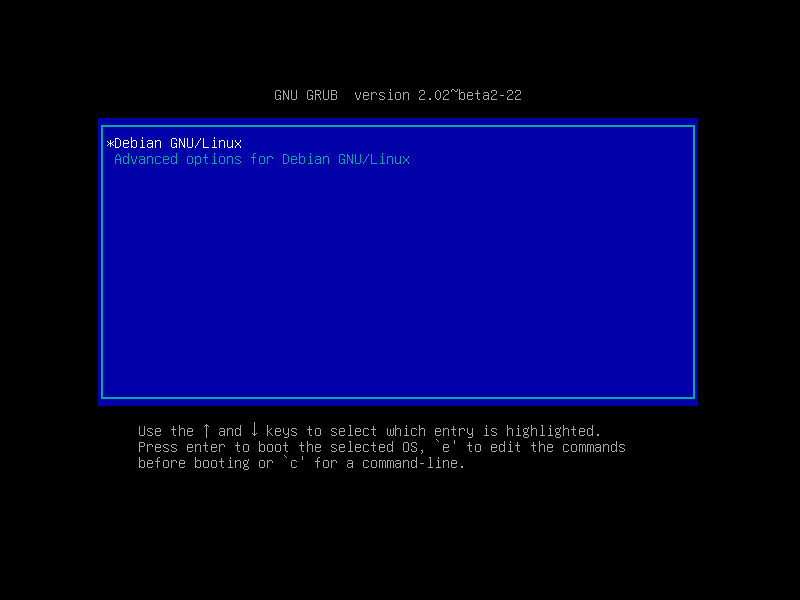 GNU GRUB  version 2.02~beta2-22
*Debian GNU/Linux
Advanced options for Debian GNU/Linux
Use the ↑ and ↓ keys to select which entry is highlighted.
Press enter to boot the selected OS, `e' to edit the commands
before booting or `c' for a command-line.